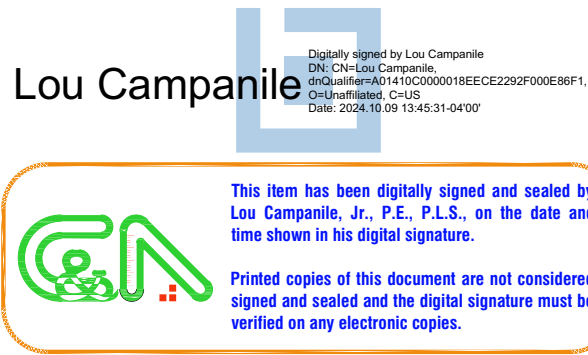 Lou Campanile
Digitally signed by Lou Campanile
DN: CN=Lou Campanile,
dnQualifier=A01410C0000018EECE2292F000E86F1,
O=Unaffiliated, C=US
Date: 2024.10.09 13:45:31-04'00'
This item has been digitally signed and sealed by
Lou Campanile, Jr., P.E., P.L.S., on the date and
time shown in his digital signature.
Printed copies of this document are not considered
signed and sealed and the digital signature must be
verified on any electronic copies.